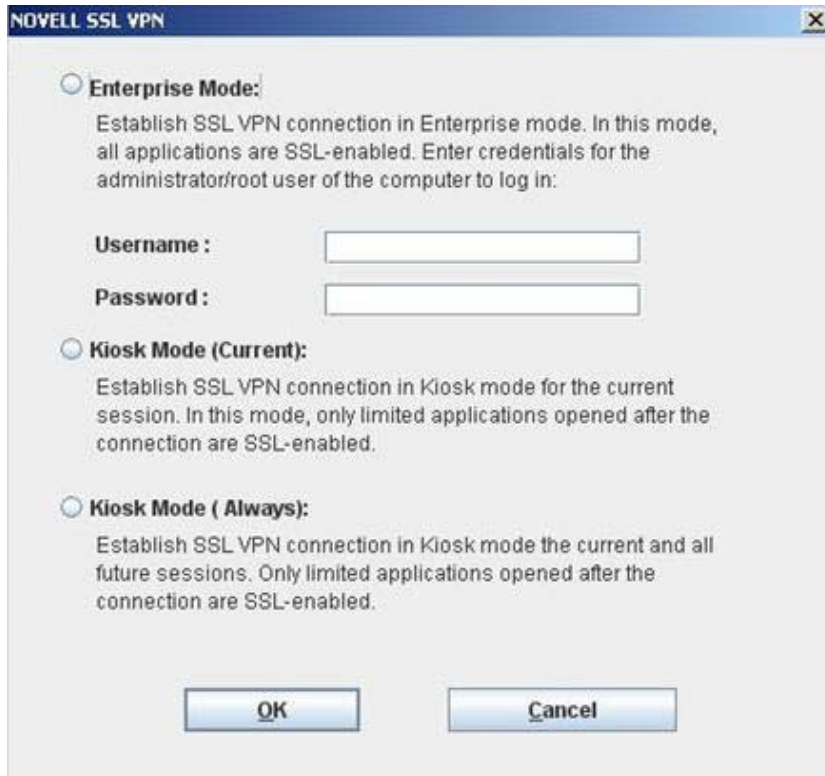 NOVELL SSL VPN
Enterprise Mode:
Establish SSL VPN connection in Enterprise mode. In this mode,
all applications are SSL-enabled. Enter credentials for the
administrator/root user of the computer to log in:
Username :
Password :
Kiosk Mode (Current):
Establish SSL VPN connection in Kiosk mode for the current
session. In this mode, only limited applications opened after the
connection are SSL-enabled.
Kiosk Mode ( Always):
Establish SSL VPN connection in Kiosk mode the current and all
future sessions. Only limited applications opened after the
connection are SSL-enabled.
OK
Cancel